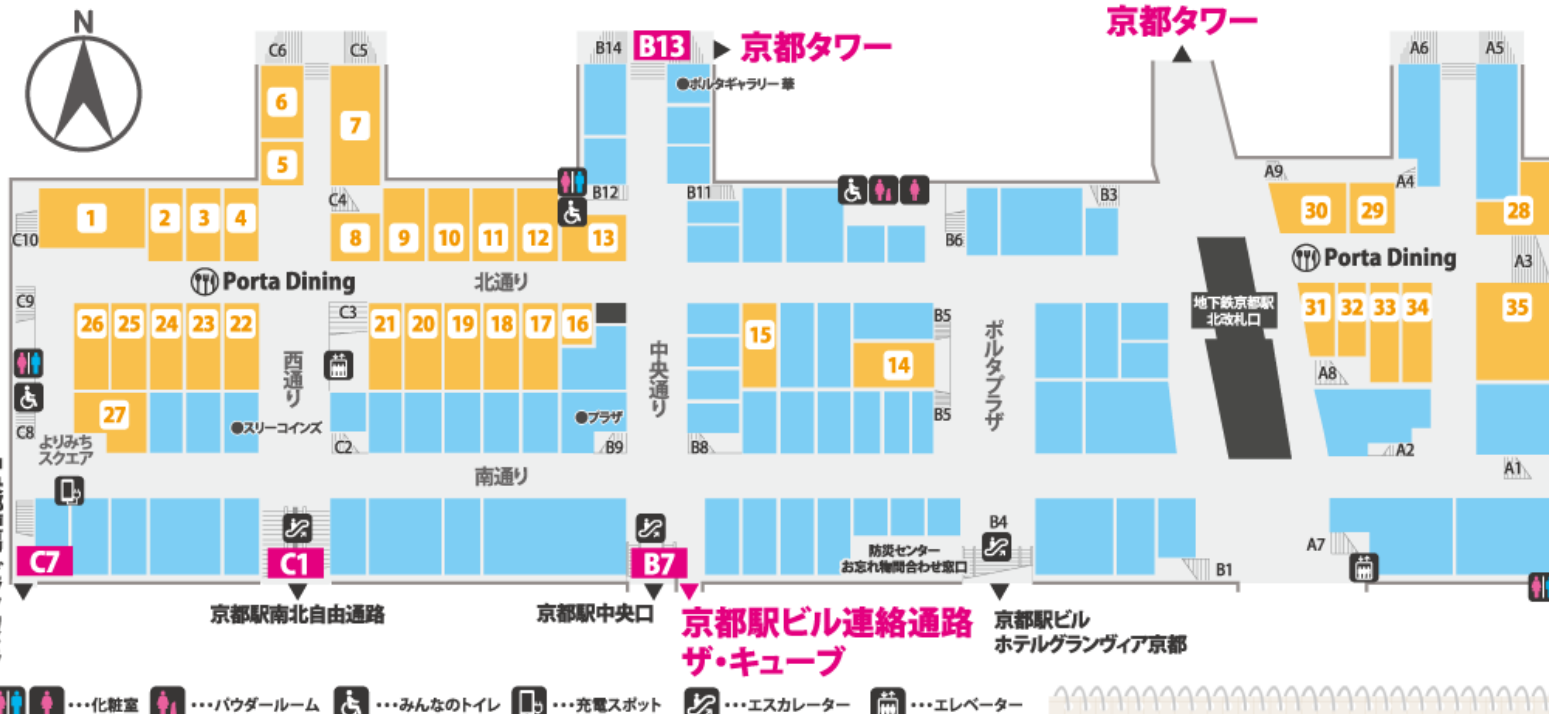 N
C6
C5
B14
B13
京都タワー
京都タワー
A6
A5
●ポルタギャラリー華
6
7
5
C4
B12
B11
B3
A9
A4
1
2
3
4
8
9
10
11
12
13
B6
30
29
28
C10
Porta Dining
北通り
Porta Dining
A3
C9
C3
地下鉄京都駅
北改札口
26
25
24
23
22
21
20
19
18
17
16
15
B5
14
31
32
33
34
35
西通り
中央通り
ポルタプラザ
A8
27
C8
●スリーコインズ
●プラザ
B5
よりみち
スクエア
C2
B9
B8
A2
南通り
A1
C7
C1
B7
防災センター
お忘れ物問合わせ窓口
B4
B1
A7
京都駅南北自由通路
京都駅中央口
京都駅ビル連絡通路
ザ・キューブ
京都駅ビル
ホテルグランヴィア京都
…化粧室
…パウダールーム
…みんなのトイレ
…充電スポット
…エスカレーター
…エレベーター